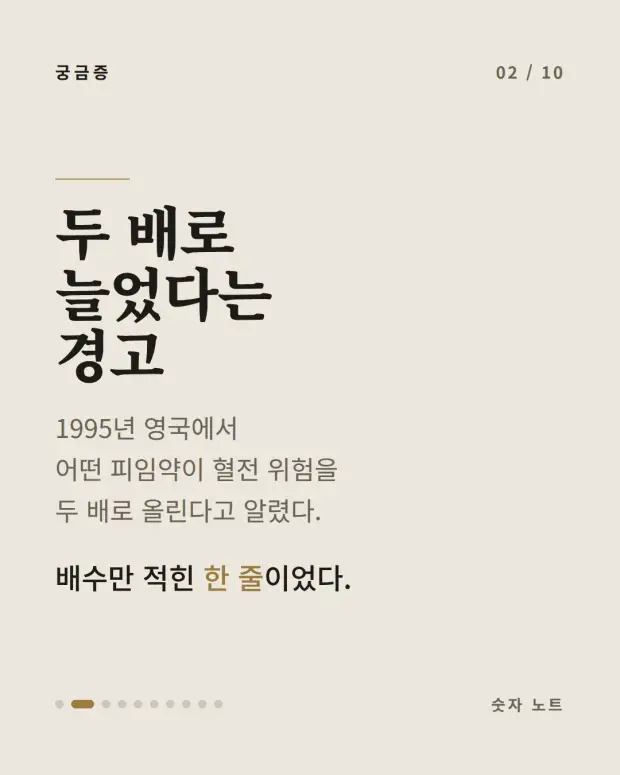 궁금증
02 / 10
두 배로
늘었다는
경고
1995년 영국에서
어떤 피임약이 혈전 위험을
두 배로 올린다고 알렸다.
배수만 적힌 한 줄이었다.
숫자 노트